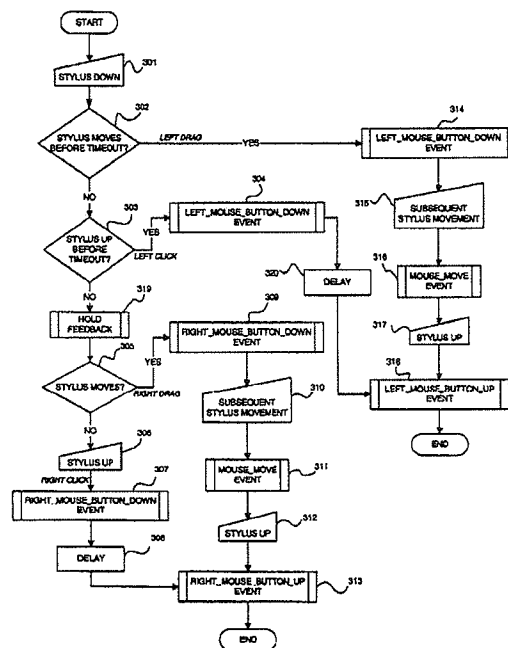 START
STYLUS DOWN
301
302
STYLUS MOVES
BEFORE TIMEOUT?
LEFT DRAG
YES
314
LEFT_MOUSE_BUTTON_DOWN
EVENT
NO
303
STYLUS UP
BEFORE
TIMEOUT?
YES
LEFT CLICK
304
LEFT_MOUSE_BUTTON_DOWN
EVENT
315
SUBSEQUENT
STYLUS MOVEMENT
320
DELAY
316
MOUSE_MOVE
EVENT
NO
319
HOLD
FEEDBACK
309
RIGHT_MOUSE_BUTTON_DOWN
EVENT
317
STYLUS UP
305
STYLUS MOVES?
YES
RIGHT DRAG
310
SUBSEQUENT
STYLUS MOVEMENT
318
LEFT_MOUSE_BUTTON_UP
EVENT
END
NO
306
STYLUS UP
RIGHT CLICK
307
RIGHT_MOUSE_BUTTON_DOWN
EVENT
311
MOUSE_MOVE
EVENT
312
STYLUS UP
308
DELAY
RIGHT_MOUSE_BUTTON_UP
EVENT
313
END